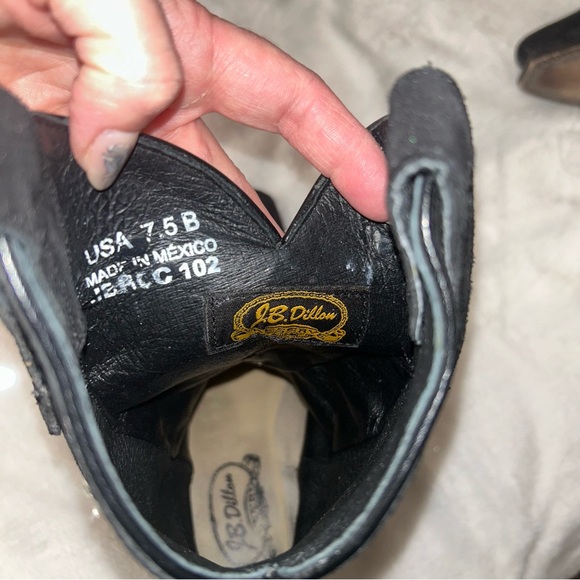 USA 7.5 B
MADE IN MÉXICO
102
J.B. Dillon
J.B. Dillon